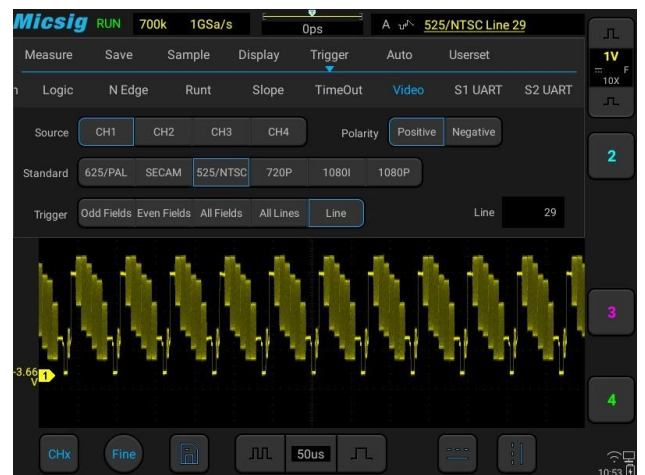 Micsig RUN 700k 1GSa/s 0ps A 525/NTSC Line 29
Measure Save Sample Display Trigger Auto Userset
Logic N Edge Runt Slope TimeOut Video S1 UART S2 UART
Source CH1 CH2 CH3 CH4 Polarity Positive Negative
Standard 625/PAL SECAM 525/NTSC 720P 1080I 1080P
Trigger Odd Fields Even Fields All Fields All Lines Line Line 29
1V
F
10X
2
3
4
-3.66
V 1
CHx Fine 50us
10:53